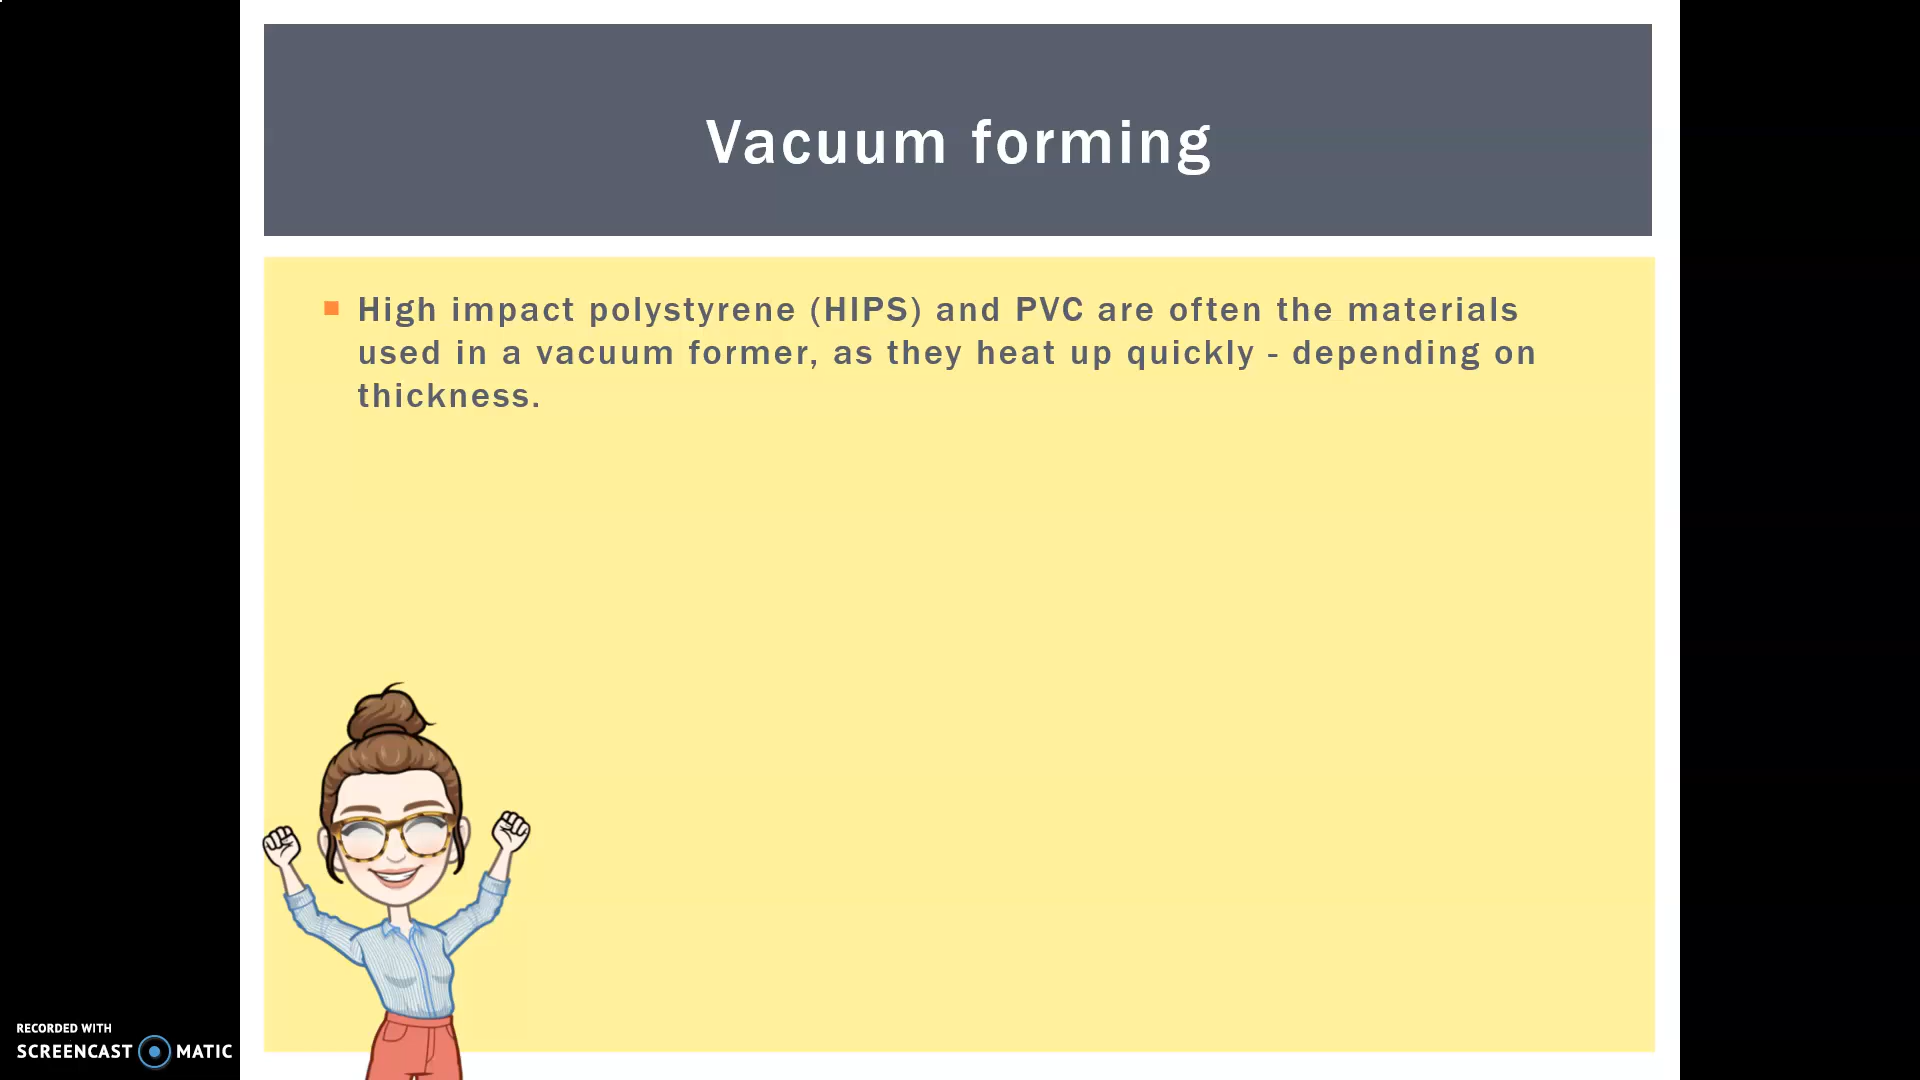 Vacuum forming
High impact polystyrene (HIPS) and PVC are often the materials
used in a vacuum former, as they heat up quickly - depending on
thickness.
RECORDED WITH
SCREENCAST MATIC